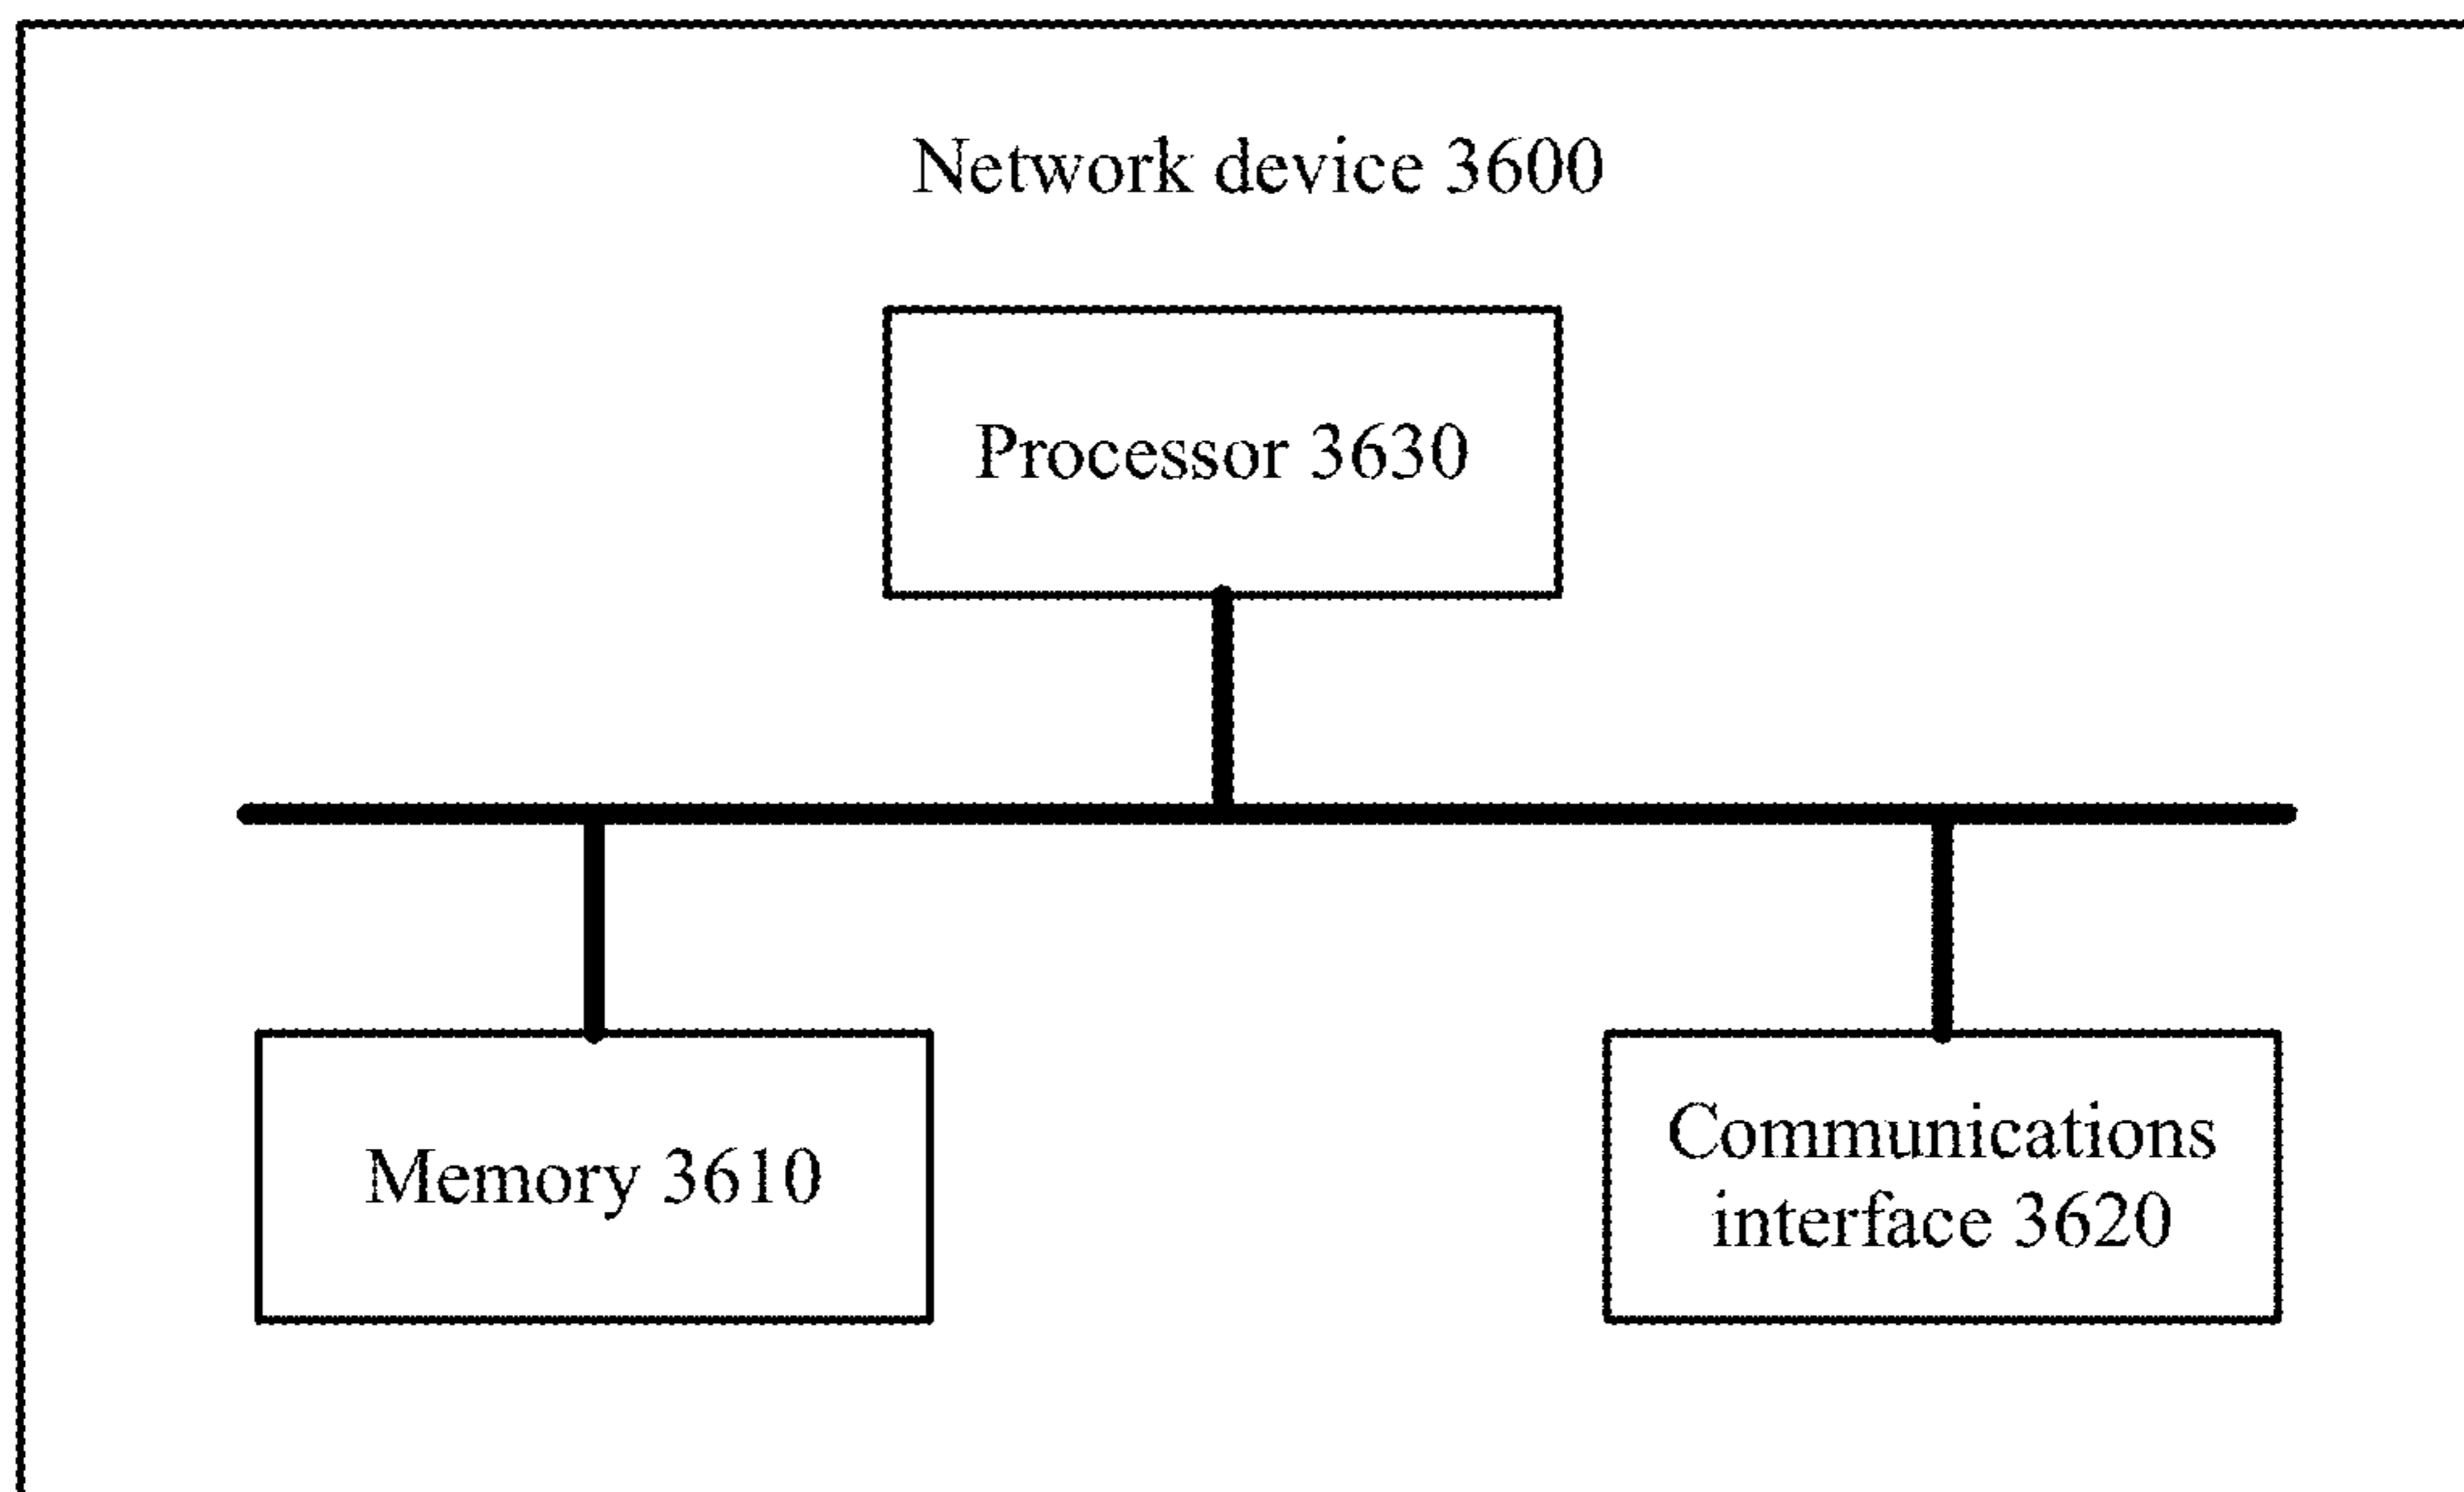 Network device 3600
Processor 3630
Memory 3610
Communications
interface 3620